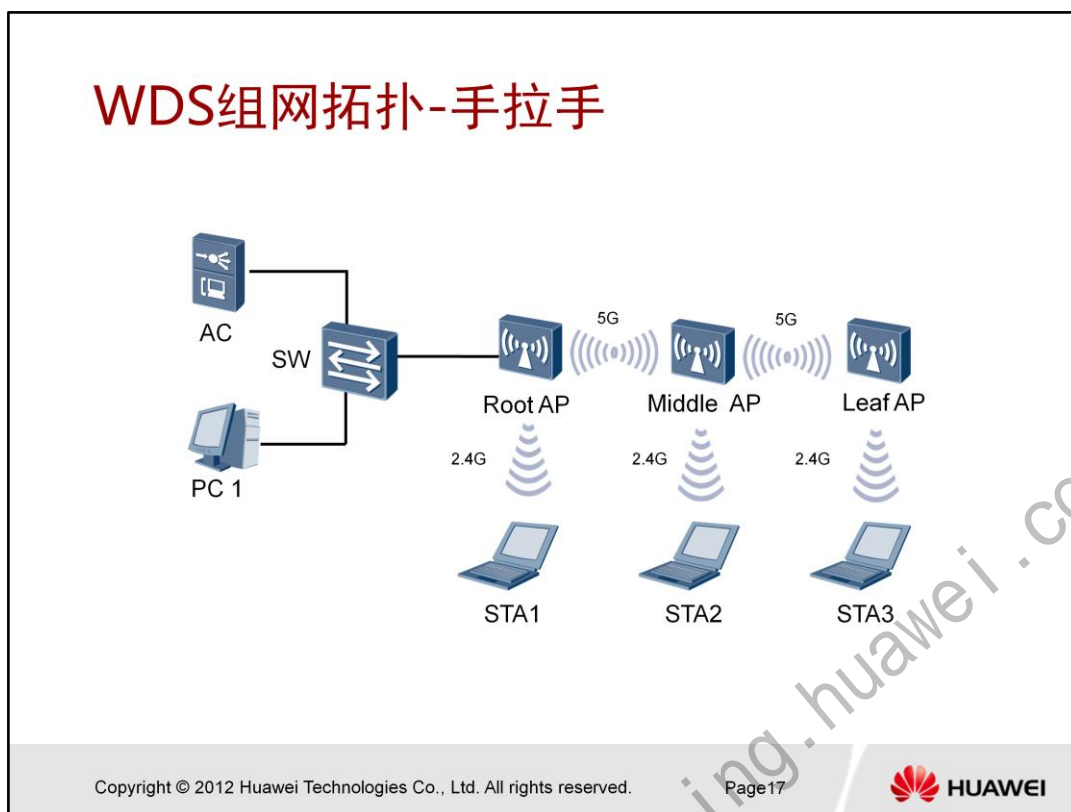 WDS组网拓扑-手拉手
AC
SW
PC 1
5G
5G
Root AP
Middle AP
Leaf AP
2.4G
2.4G
2.4G
STA1
STA2
STA3
ing.huawei.co
Copyright © 2012 Huawei Technologies Co., Ltd. All rights reserved.
Page17
HUAWEI